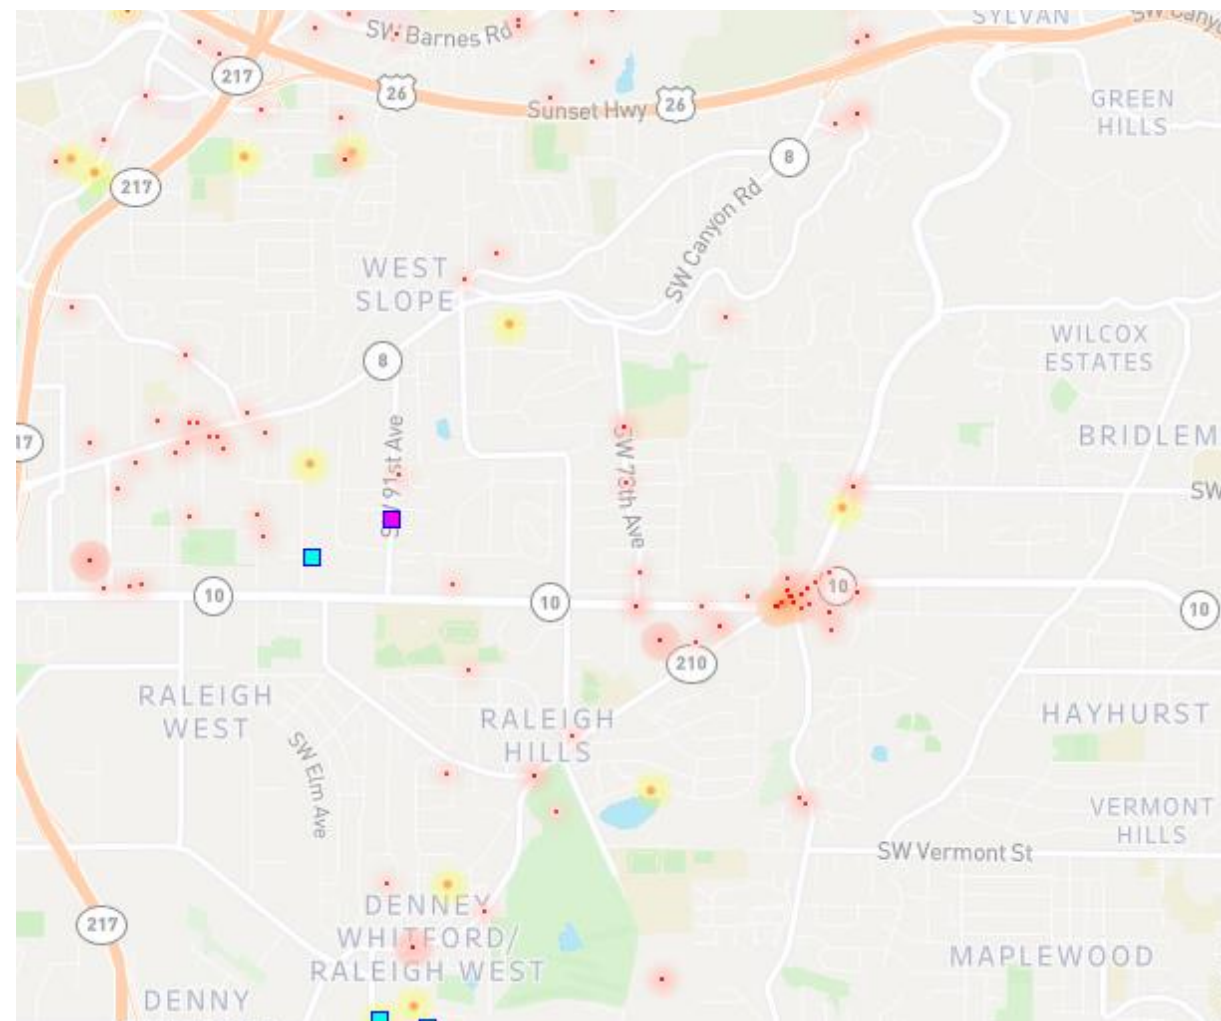 SYLVAN
SW Canyo
SW Barnes Rd
217
26
Sunset Hwy
26
GREEN
HILLS
8
217
SW Canyon Rd
WEST
SLOPE
8
WILCOX
ESTATES
17
SW 91st Ave
SW 78th Ave
BRIDLEM
SW
10
10
10
10
210
RALEIGH
WEST
RALEIGH
HILLS
HAYHURST
SW Elm Ave
VERMONT
HILLS
SW Vermont St
217
DENNEY
WHITFORD/
RALEIGH WEST
MAPLEWOOD
DENNY